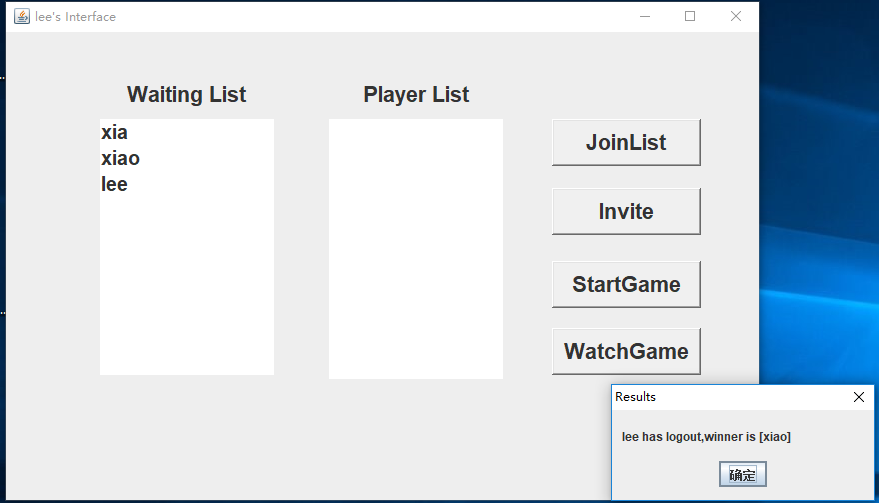 lee's Interface
Waiting List
Player List
xia
xiao
lee
JoinList
Invite
StartGame
WatchGame
Results
lee has logout,winner is [xiao]
确定